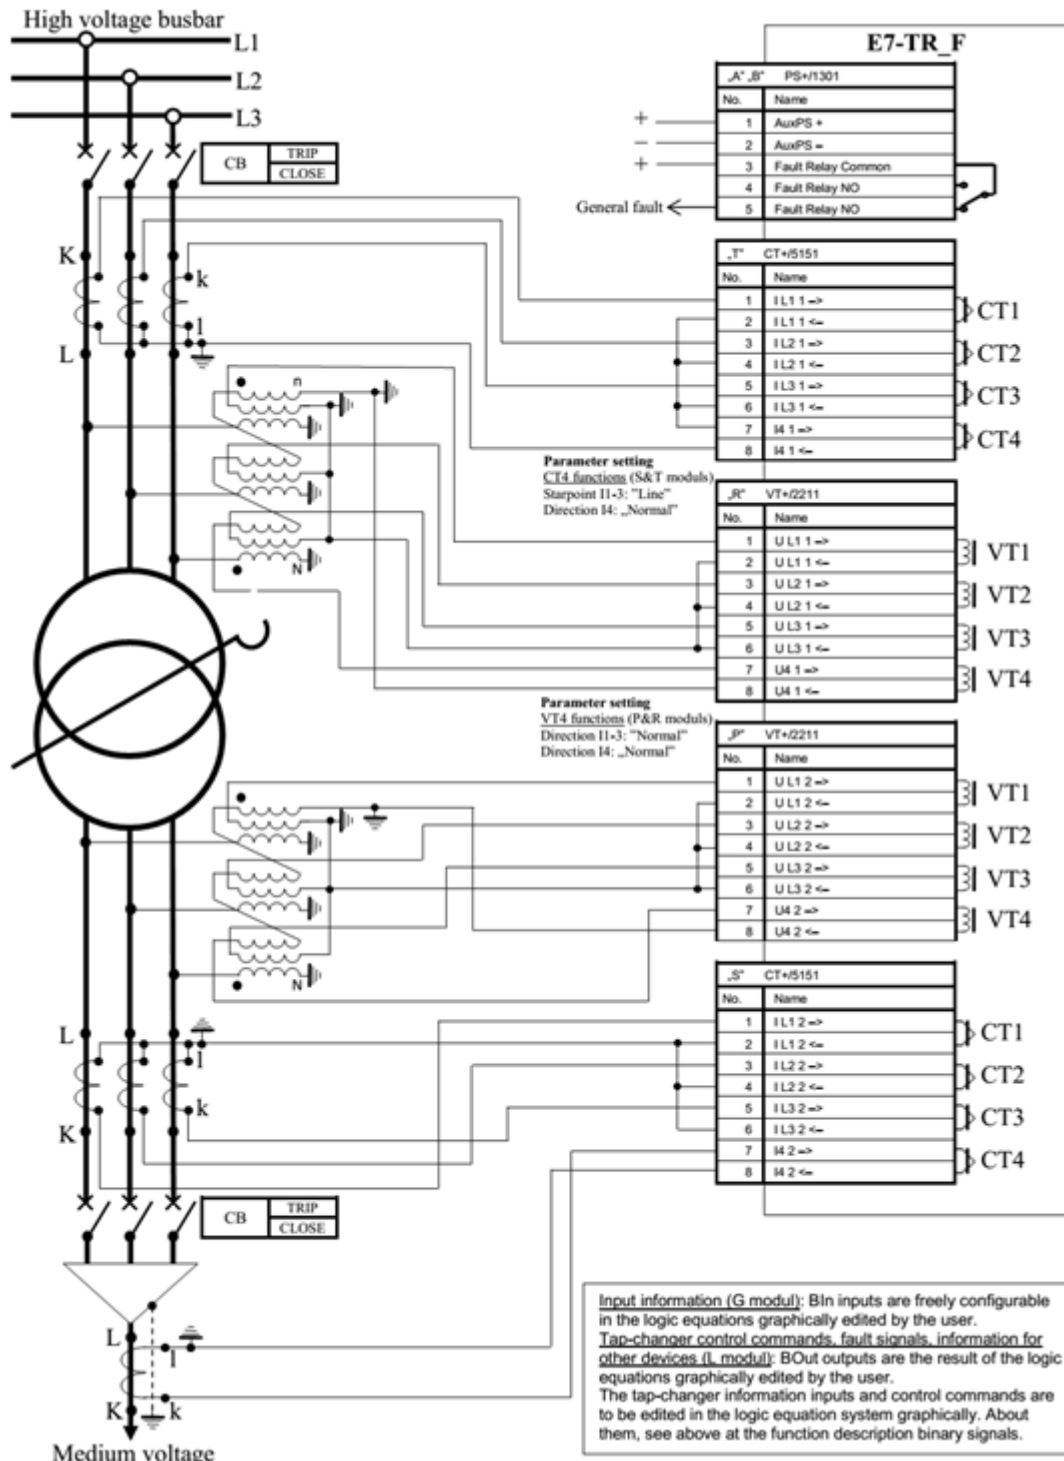 High voltage busbar
L1
L2
L3
CB
TRIP
CLOSE
K
k
l
L
n
N
L
l
k
K
N
CB
TRIP
CLOSE
L
l
K
k
Medium voltage
E7-TR_F
„A” „B” PS+/1301
No. Name
+ 1 AuxPS +
− 2 AuxPS −
+ 3 Fault Relay Common
4 Fault Relay NO
General fault 5 Fault Relay NO
„T” CT+/5151
No. Name
1 I L1 1 ->
2 I L1 1 <-
CT1
3 I L2 1 ->
4 I L2 1 <-
CT2
5 I L3 1 ->
6 I L3 1 <-
CT3
7 I4 1 ->
8 I4 1 <-
CT4
Parameter setting
CT4 functions (S&T moduls)
Starpoint I1-3: ”Line”
Direction I4: „Normal”
„R” VT+/2211
No. Name
1 U L1 1 ->
2 U L1 1 <-
VT1
3 U L2 1 ->
4 U L2 1 <-
VT2
5 U L3 1 ->
6 U L3 1 <-
VT3
7 U4 1 ->
8 U4 1 <-
VT4
Parameter setting
VT4 functions (P&R moduls)
Direction I1-3: ”Normal”
Direction I4: „Normal”
„P” VT+/2211
No. Name
1 U L1 2 ->
2 U L1 2 <-
VT1
3 U L2 2 ->
4 U L2 2 <-
VT2
5 U L3 2 ->
6 U L3 2 <-
VT3
7 U4 2 ->
8 U4 2 <-
VT4
„S” CT+/5151
No. Name
1 I L1 2 ->
2 I L1 2 <-
CT1
3 I L2 2 ->
4 I L2 2 <-
CT2
5 I L3 2 ->
6 I L3 2 <-
CT3
7 I4 2 ->
8 I4 2 <-
CT4
Input information (G modul): BIn inputs are freely configurable
in the logic equations graphically edited by the user.
Tap-changer control commands, fault signals, information for
other devices (L modul): BOut outputs are the result of the logic
equations graphically edited by the user.
The tap-changer information inputs and control commands are
to be edited in the logic equation system graphically. About
them, see above at the function description binary signals.